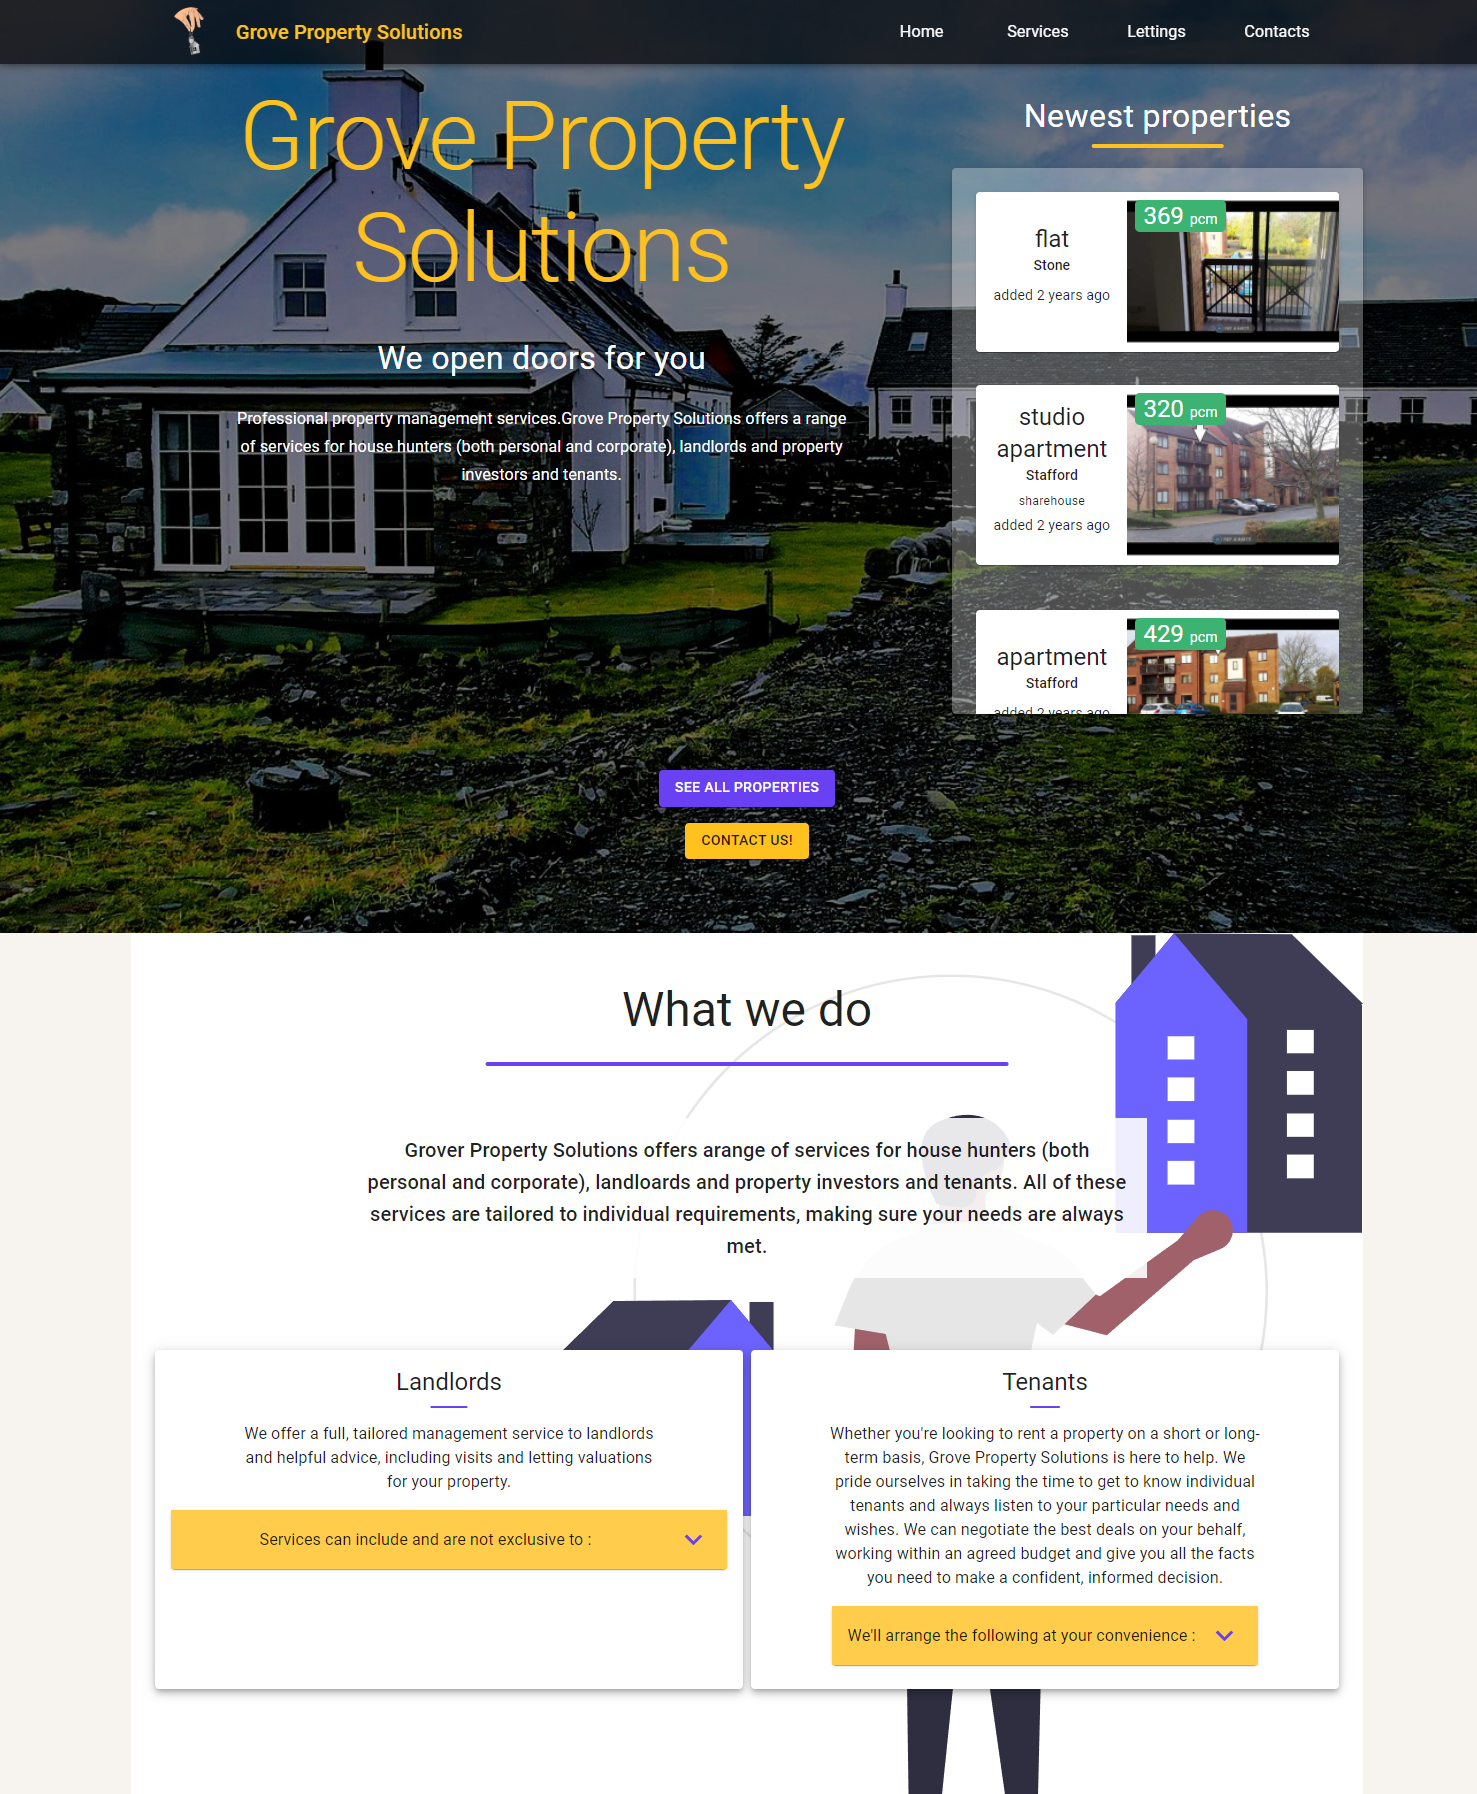 Grove Property Solutions
Home
Services
Lettings
Contacts
Grove Property
Solutions
We open doors for you
Professional property management services.Grove Property Solutions offers a range
of services for house hunters (both personal and corporate), landlords and property
investors and tenants.
Newest properties
flat
Stone
added 2 years ago
369 pcm
studio
apartment
Stafford
sharehouse
added 2 years ago
320 pcm
apartment
Stafford
added 2 years ago
429 pcm
SEE ALL PROPERTIES
CONTACT US!
What we do
Grover Property Solutions offers arange of services for house hunters (both
personal and corporate), landloards and property investors and tenants. All of these
services are tailored to individual requirements, making sure your needs are always
met.
Landlords
We offer a full, tailored management service to landlords
and helpful advice, including visits and letting valuations
for your property.
Services can include and are not exclusive to :
Tenants
Whether you're looking to rent a property on a short or long-
term basis, Grove Property Solutions is here to help. We
pride ourselves in taking the time to get to know individual
tenants and always listen to your particular needs and
wishes. We can negotiate the best deals on your behalf,
working within an agreed budget and give you all the facts
you need to make a confident, informed decision.
We'll arrange the following at your convenience :